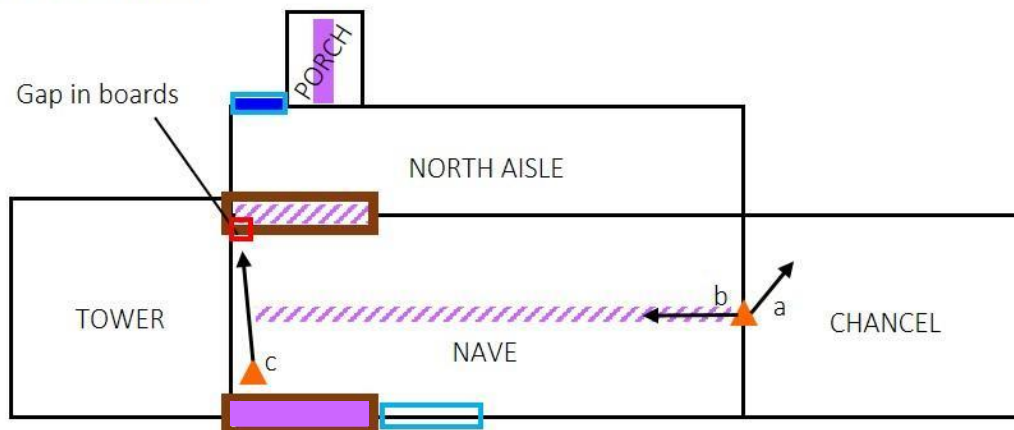 PORCH
Gap in boards
NORTH AISLE
TOWER
b
a
CHANCEL
NAVE
c